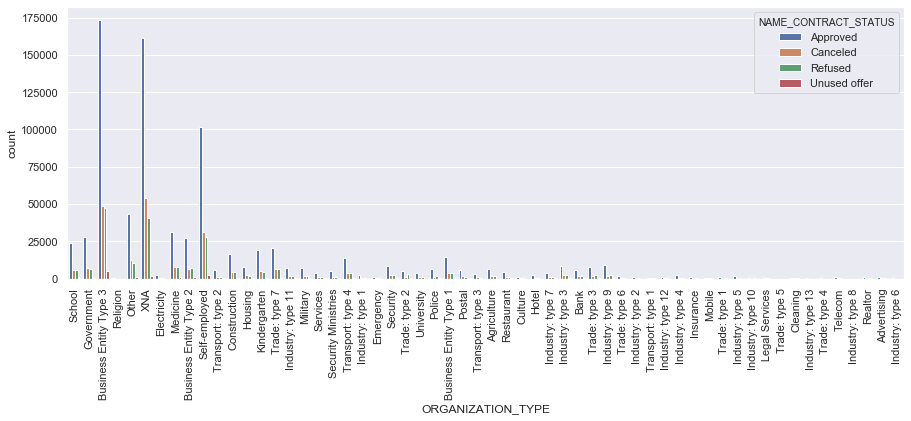 175000
150000
125000
100000
75000
50000
25000
0
count
NAME_CONTRACT_STATUS
Approved
Canceled
Refused
Unused offer
School
Government
Business Entity Type 3
Religion
Other
XNA
Electricity
Medicine
Business Entity Type 2
Self-employed
Transport: type 2
Construction
Housing
Kindergarten
Trade: type 7
Industry: type 11
Military
Services
Security Ministries
Transport: type 4
Industry: type 1
Emergency
Security
Trade: type 2
University
Police
Business Entity Type 1
Postal
Transport: type 3
Agriculture
Restaurant
Culture
Hotel
Industry: type 7
Industry: type 3
Bank
Trade: type 3
Industry: type 9
Trade: type 6
Industry: type 2
Transport: type 1
Industry: type 12
Industry: type 4
Insurance
Mobile
Trade: type 1
Industry: type 5
Industry: type 10
Legal Services
Trade: type 5
Cleaning
Industry: type 13
Trade: type 4
Telecom
Industry: type 8
Realtor
Advertising
Industry: type 6
ORGANIZATION_TYPE